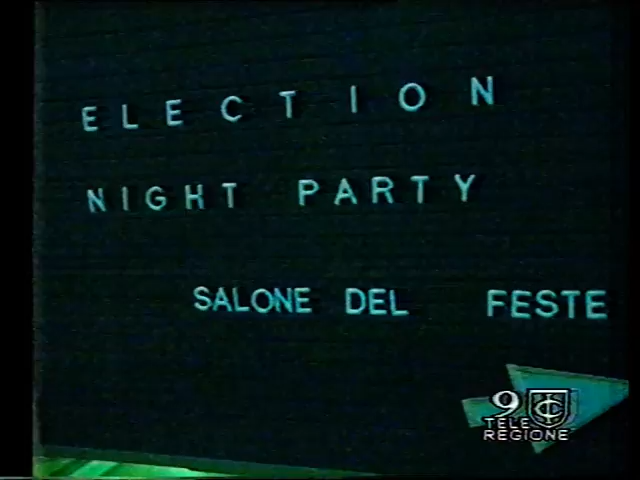 ELECTION
NIGHT PARTY
SALONE DEL FESTE
9
TELE
REGIONE